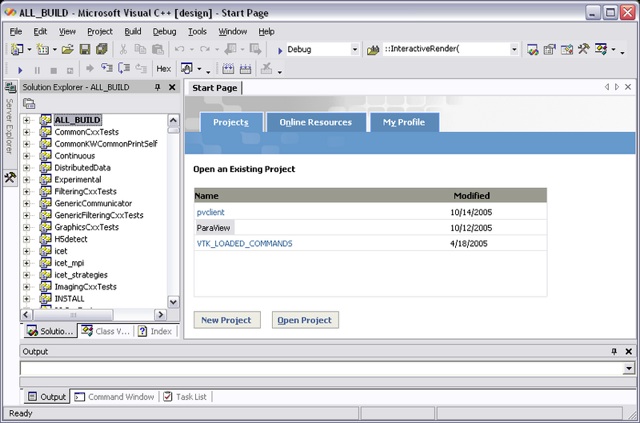 ALL_BUILD - Microsoft Visual C++ [design] - Start Page
File Edit View Project Build Debug Tools Window Help
Debug ::InteractiveRender(
Hex
Solution Explorer - ALL_BUILD
Server Explorer
ALL_BUILD
CommonCxxTests
CommonKWCommonPrintSelf
Continuous
DistributedData
Experimental
FilteringCxxTests
GenericCommunicator
GenericFilteringCxxTests
GraphicsCxxTests
H5detect
icet
icet_mpi
icet_strategies
ImagingCxxTests
INSTALL
Solutio... Class V... Index
Start Page
Projects Online Resources My Profile
Open an Existing Project
Name Modified
pvclient 10/14/2005
ParaView 10/12/2005
VTK_LOADED_COMMANDS 4/18/2005
New Project Open Project
Output
Output Command Window Task List
Ready